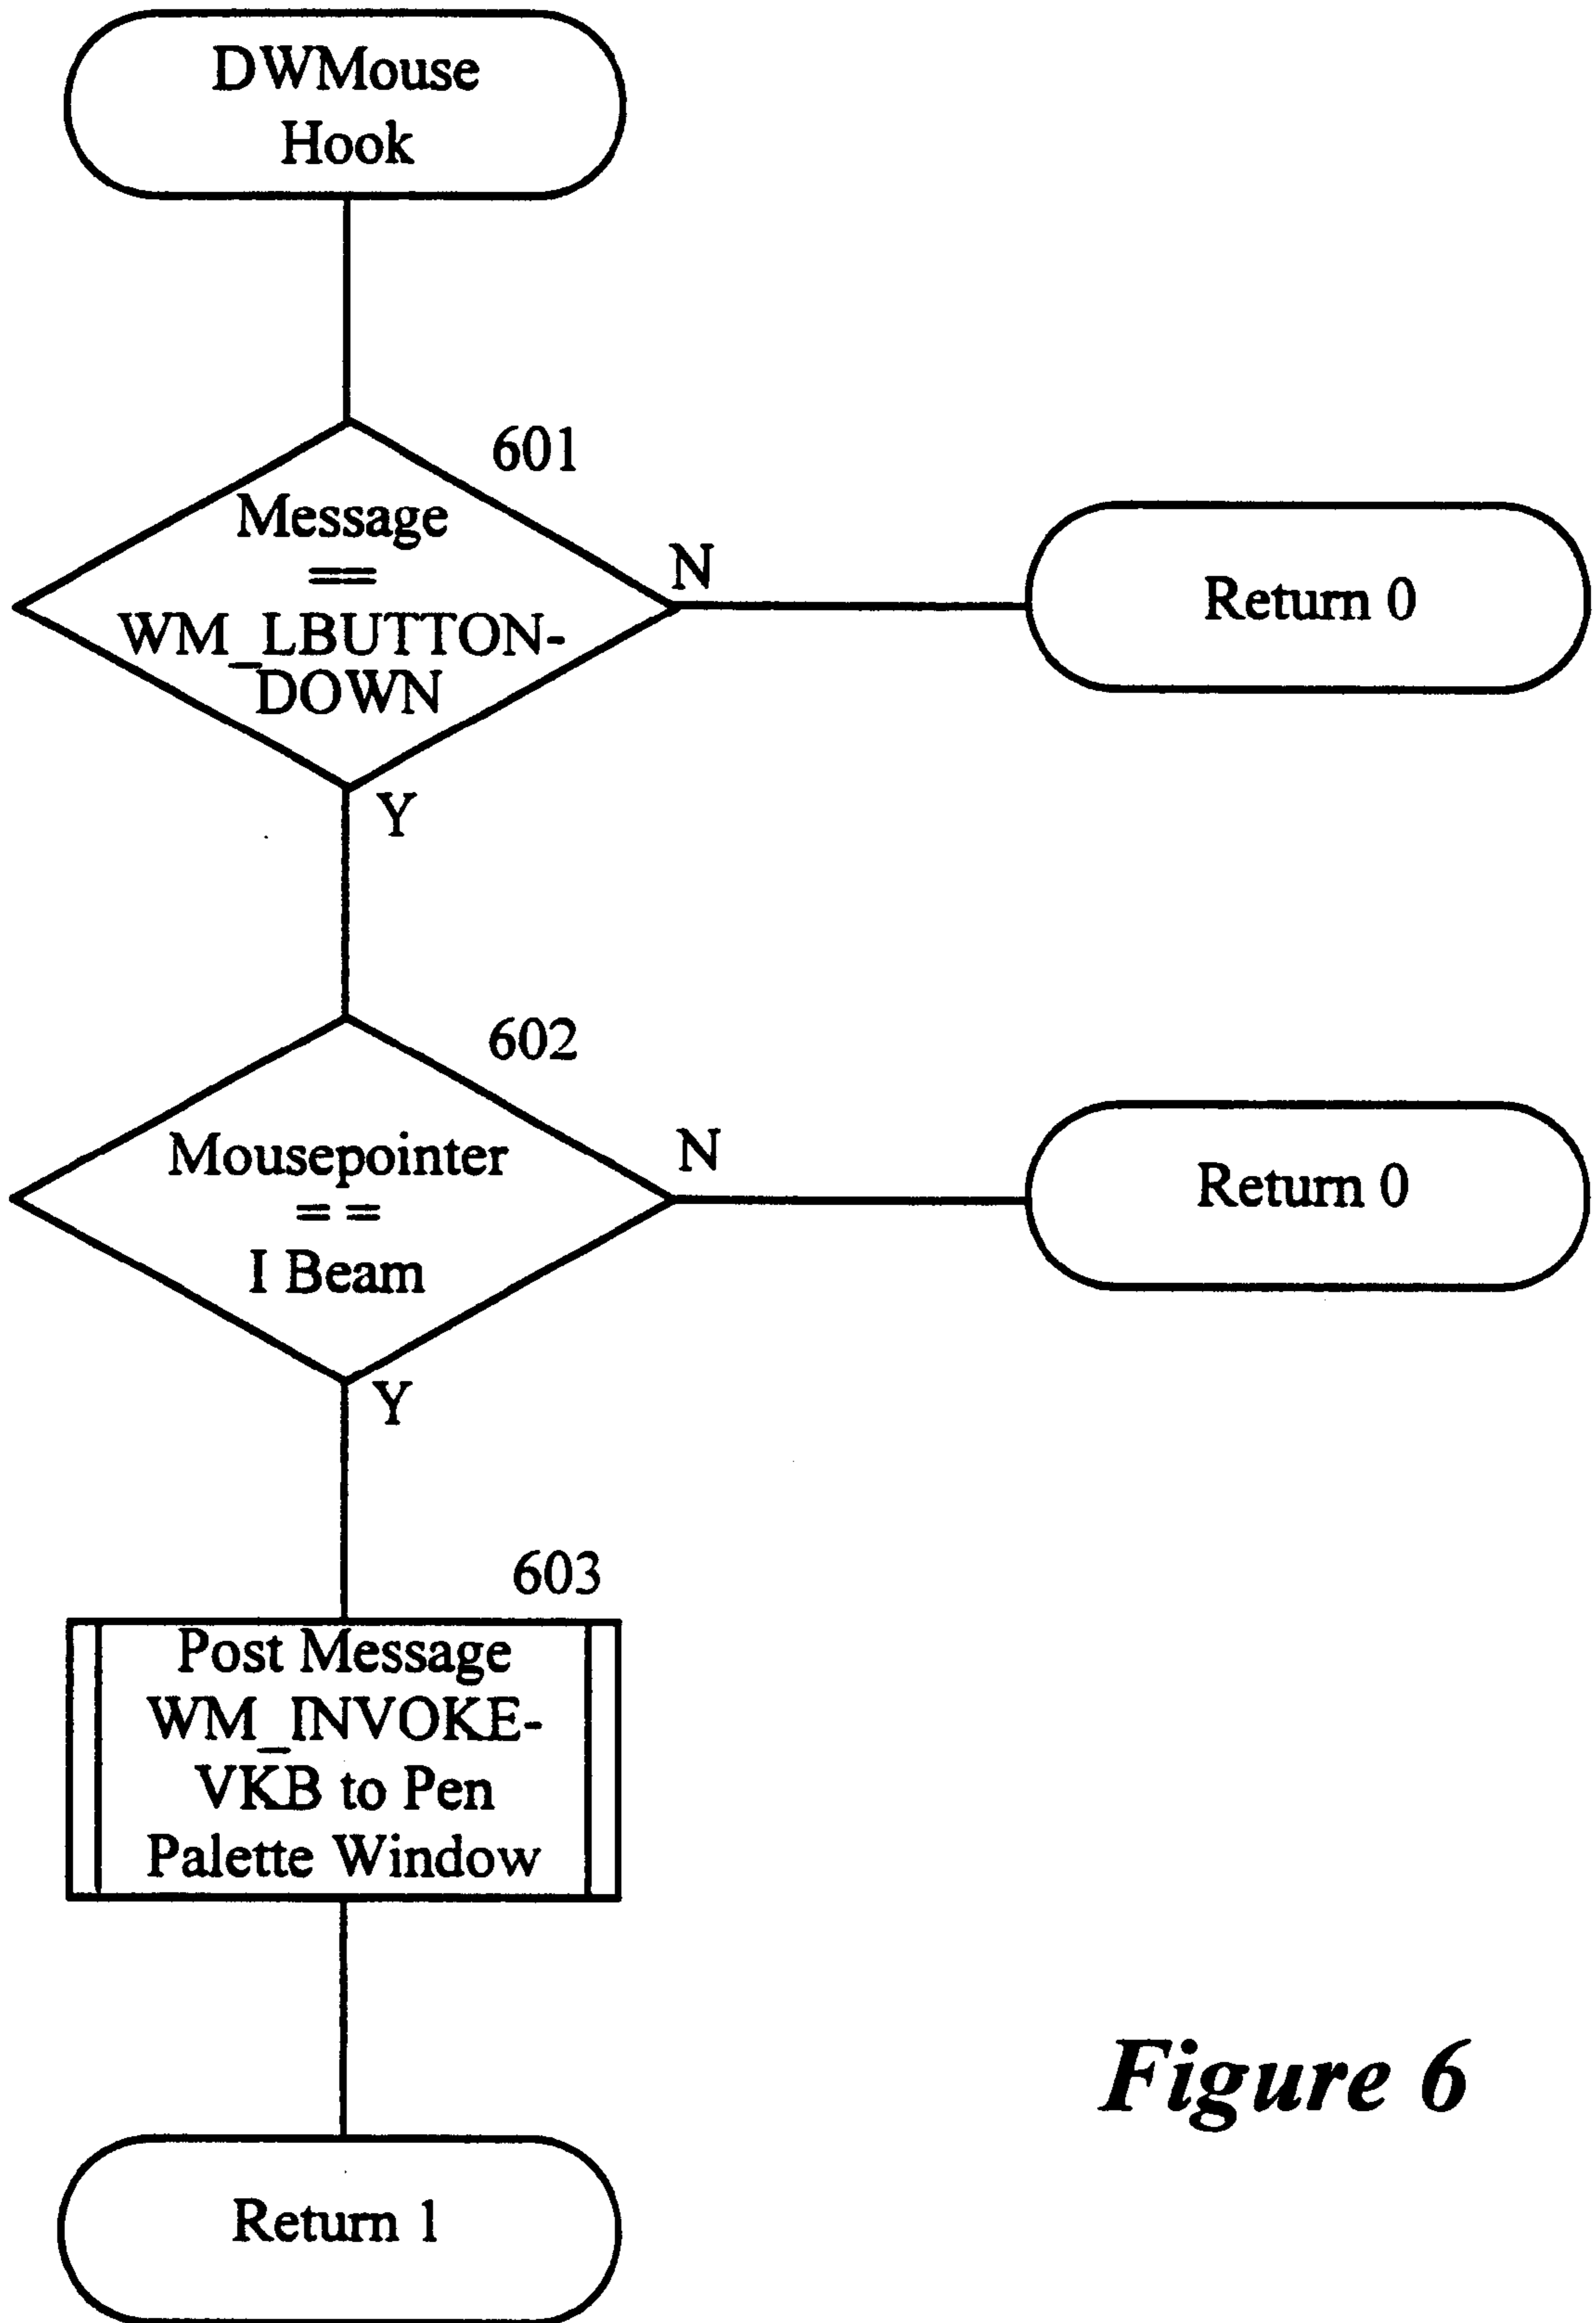 DWMouse
Hook
601
Message
==
WM_LBUTTON-
DOWN
N
Return 0
Y
602
Mousepointer
= =
I Beam
N
Return 0
Y
603
Post Message
WM_INVOKE-
VKB to Pen
Palette Window
Return 1
Figure 6